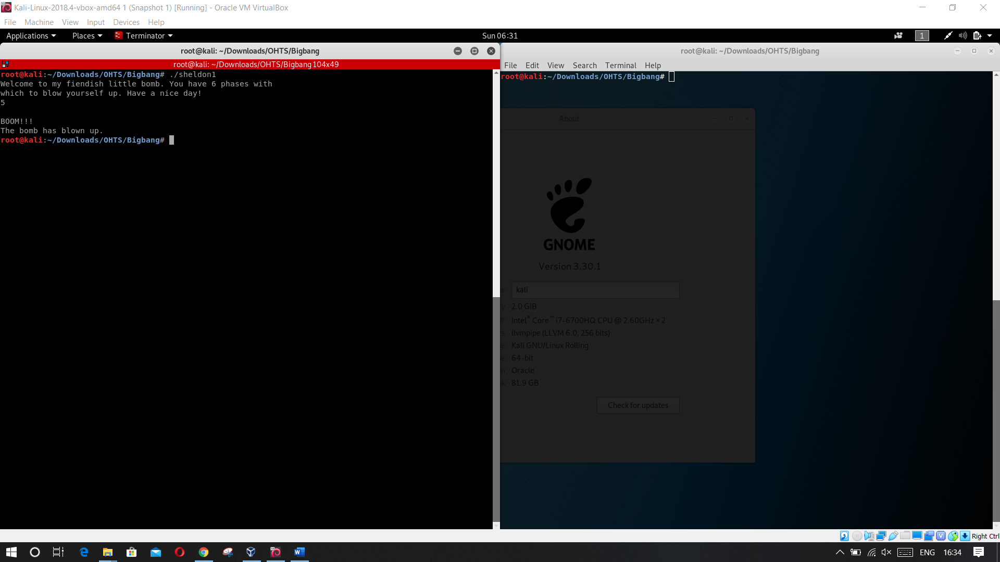 Kali-Linux-2018.4-vbox-amd64 1 (Snapshot 1) [Running] - Oracle VM VirtualBox
File Machine View Input Devices Help
Applications Places Terminator Sun 06:31 1
root@kali: ~/Downloads/OHTS/Bigbang
root@kali: ~/Downloads/OHTS/Bigbang 104x49
root@kali:~/Downloads/OHTS/Bigbang# ./sheldon1
Welcome to my fiendish little bomb. You have 6 phases with
which to blow yourself up. Have a nice day!
5
BOOM!!!
The bomb has blown up.
root@kali:~/Downloads/OHTS/Bigbang#
root@kali: ~/Downloads/OHTS/Bigbang
File Edit View Search Terminal Help
root@kali:~/Downloads/OHTS/Bigbang#
About
GNOME
Version 3.30.1
kali
2.0 GiB
Intel® Core™ i7-6700HQ CPU @ 2.60GHz × 2
llvmpipe (LLVM 6.0, 256 bits)
Kali GNU/Linux Rolling
64-bit
Oracle
81.9 GB
Check for updates
Right Ctrl
ENG 16:34